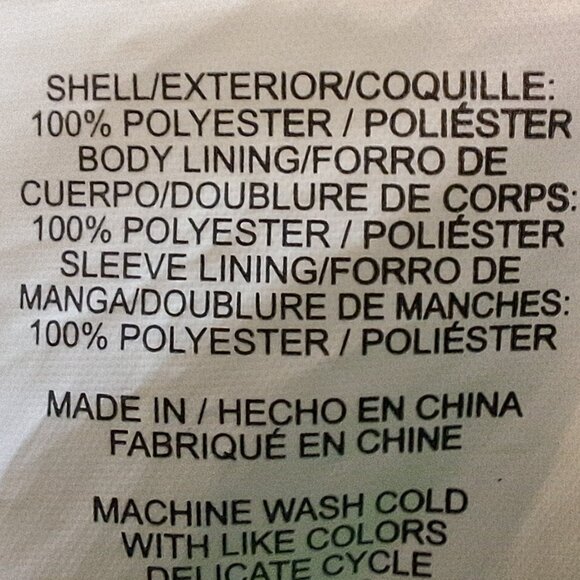 SHELL/EXTERIOR/COQUILLE:
100% POLYESTER / POLIÉSTER
BODY LINING/FORRO DE
CUERPO/DOUBLURE DE CORPS:
100% POLYESTER / POLIÉSTER
SLEEVE LINING/FORRO DE
MANGA/DOUBLURE DE MANCHES:
100% POLYESTER / POLIÉSTER
MADE IN / HECHO EN CHINA
FABRIQUÉ EN CHINE
MACHINE WASH COLD
WITH LIKE COLORS
DELICATE CYCLE